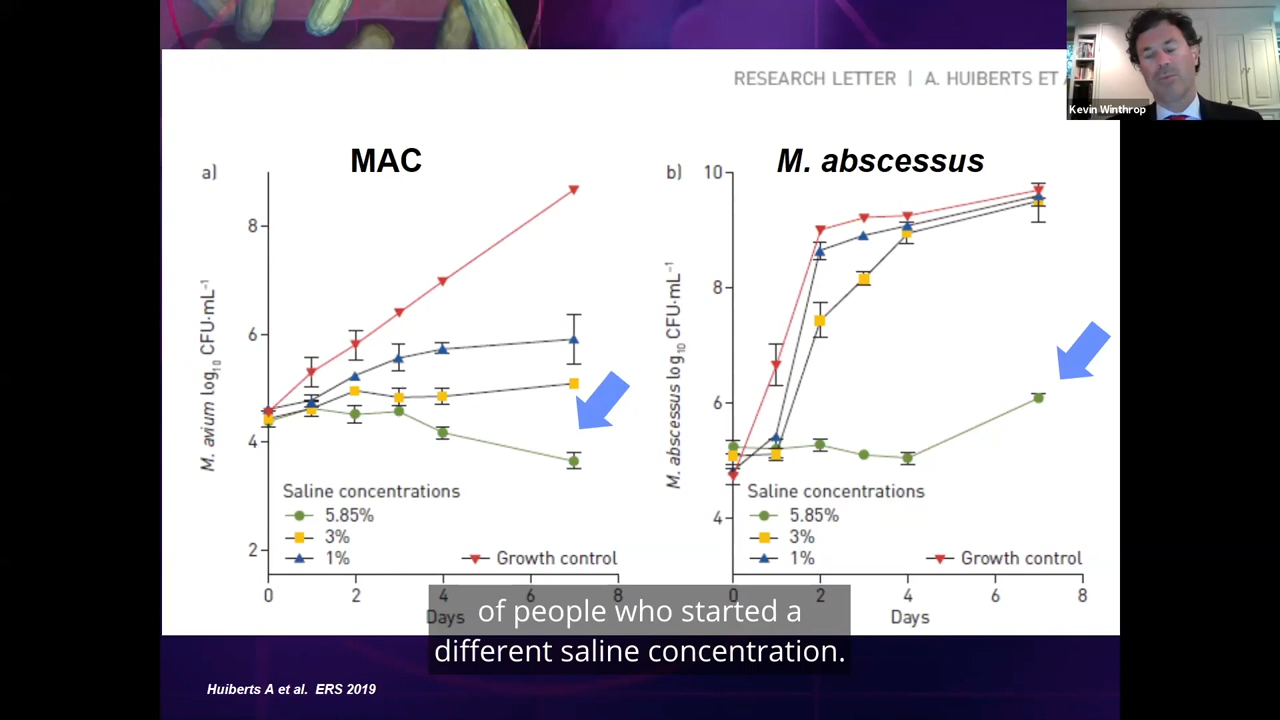 RESEARCH LETTER | A. HUIBERTS ET
Kevin Winthrop
a)
MAC
8
6
4
2
M. avium log10 CFU·mL−1
Saline concentrations
5.85%
3%
1%
Growth control
0 2 4 6 8
Days
b)
M. abscessus
10
8
6
4
M. abscessus log10 CFU·mL−1
Saline concentrations
5.85%
3%
1%
Growth control
0 2 4 6 8
Days
of people who started a
different saline concentration.
Huiberts A et al. ERS 2019